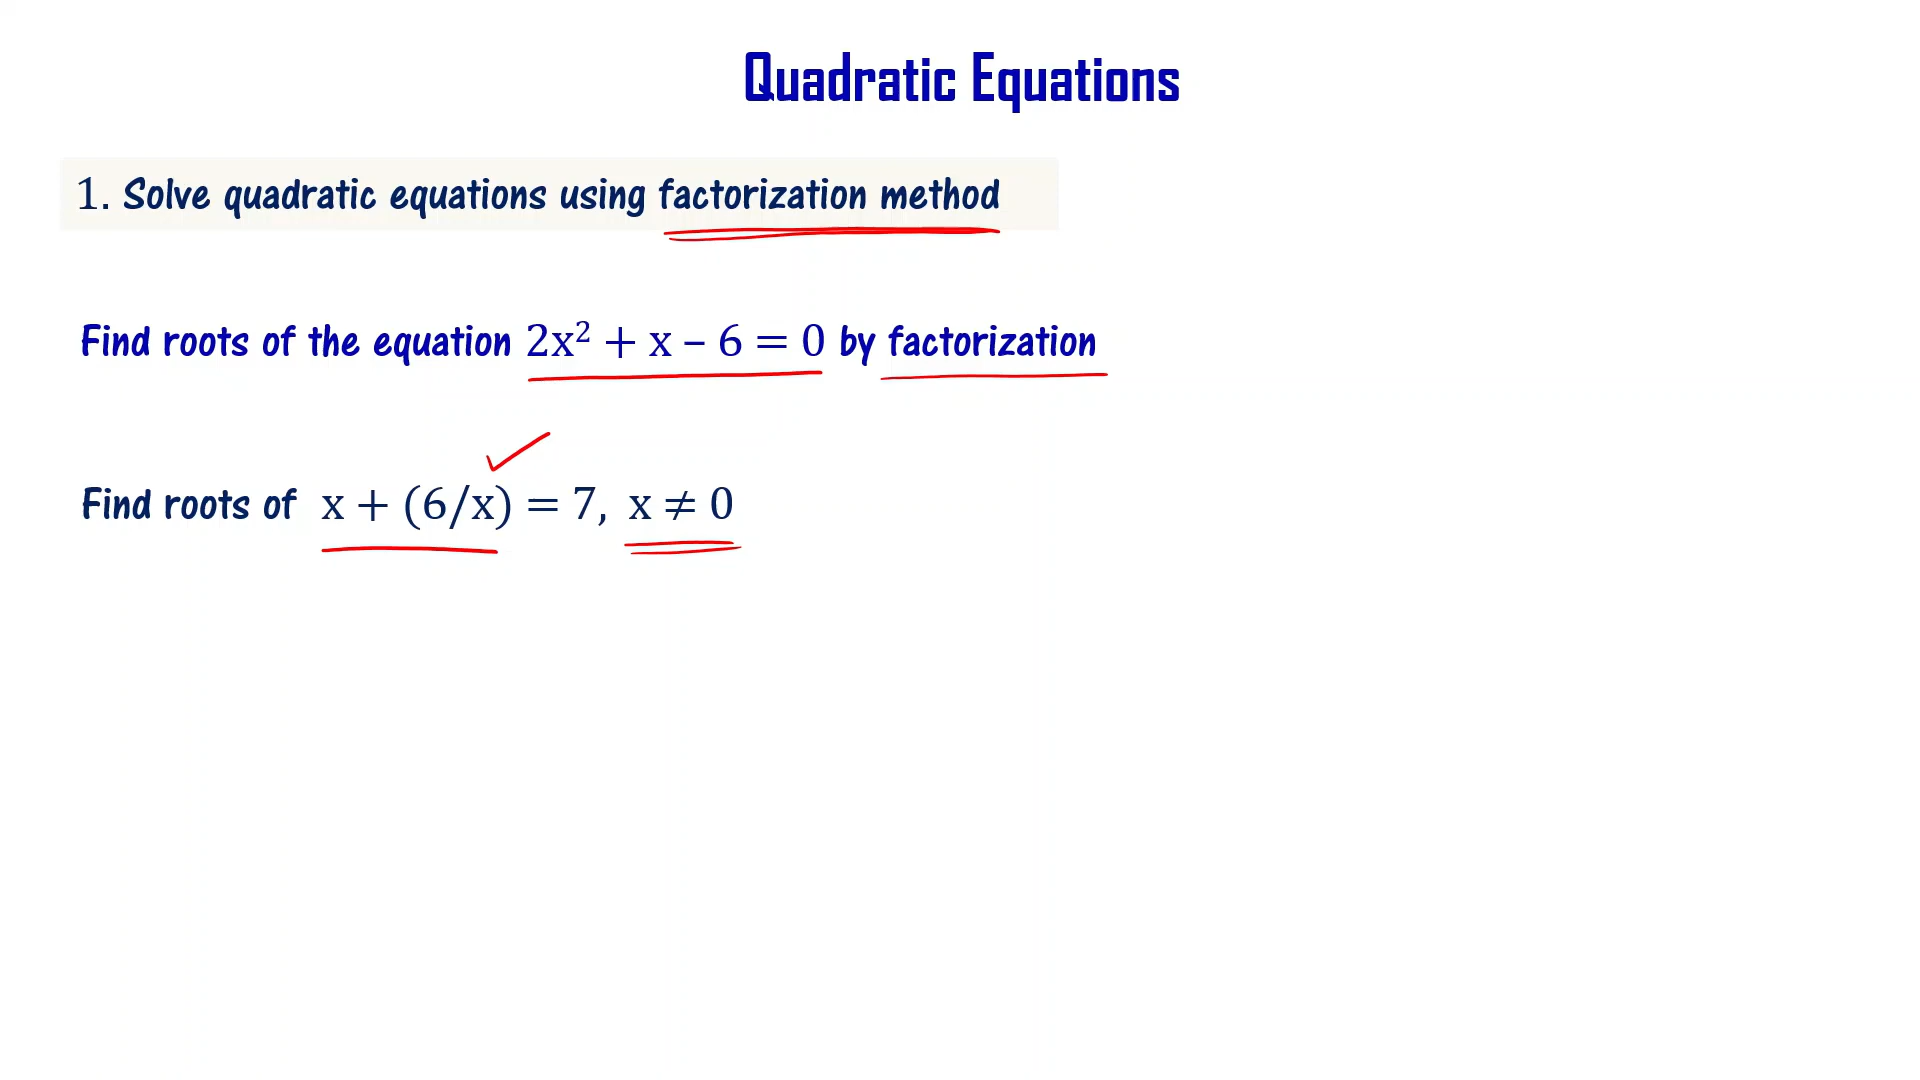 Quadratic Equations
1. Solve quadratic equations using factorization method
Find roots of the equation 2x² + x – 6 = 0 by factorization
Find roots of x + (6/x) = 7, x ≠ 0